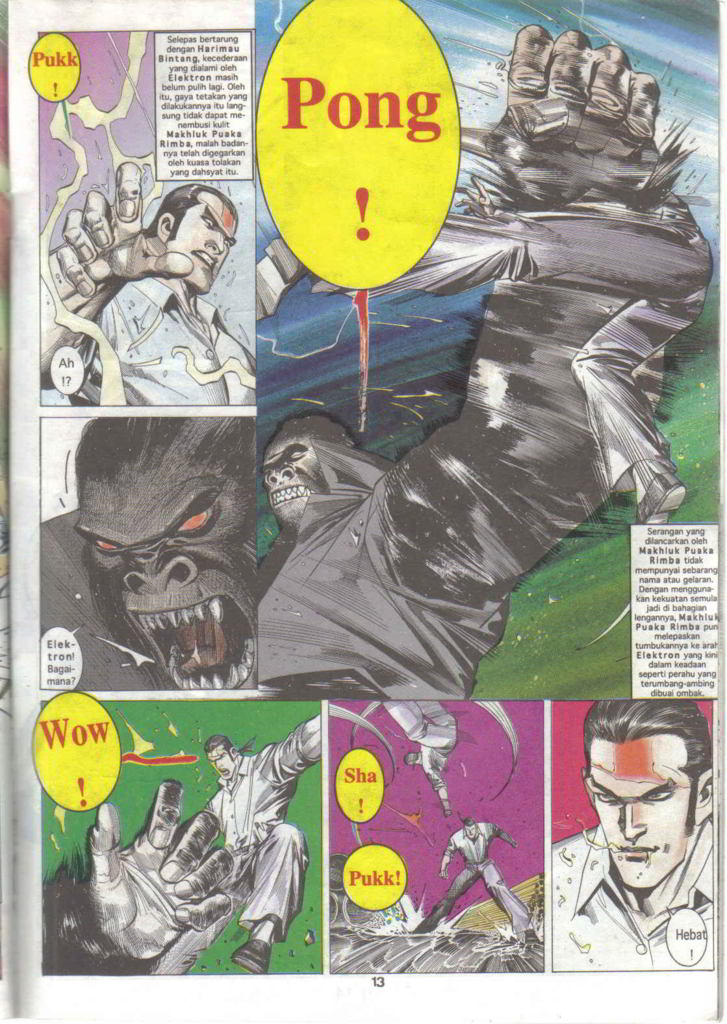 Pukk
!
Selepas bertarung
dengan Harimau
Bintang, kecederaan
yang dialami oleh
Elektron masih
belum pulih lagi. Oleh
itu, gaya tetakan yang
dilakukannya itu lang-
sung tidak dapat me-
nembusi kulit
Makhluk Puaka
Rimba, malah badan-
nya telah digegarkan
oleh kuasa tolakan
yang dahsyat itu.
Ah
!?
Pong
!
Elek-
tron!
Bagai-
mana?
Serangan yang
dilancarkan oleh
Makhluk Puaka
Rimba tidak
mempunyai sebarang
nama atau gelaran.
Dengan mengguna-
kan kekuatan semula
jadi di bahagian
lengannya, Makhluk
Puaka Rimba pun
melepaskan
tumbukannya ke arah
Elektron yang kini
dalam keadaan
seperti perahu yang
terumbang-ambing
dibuai ombak.
Wow
!
Sha
!
Pukk!
Hebat
!
13